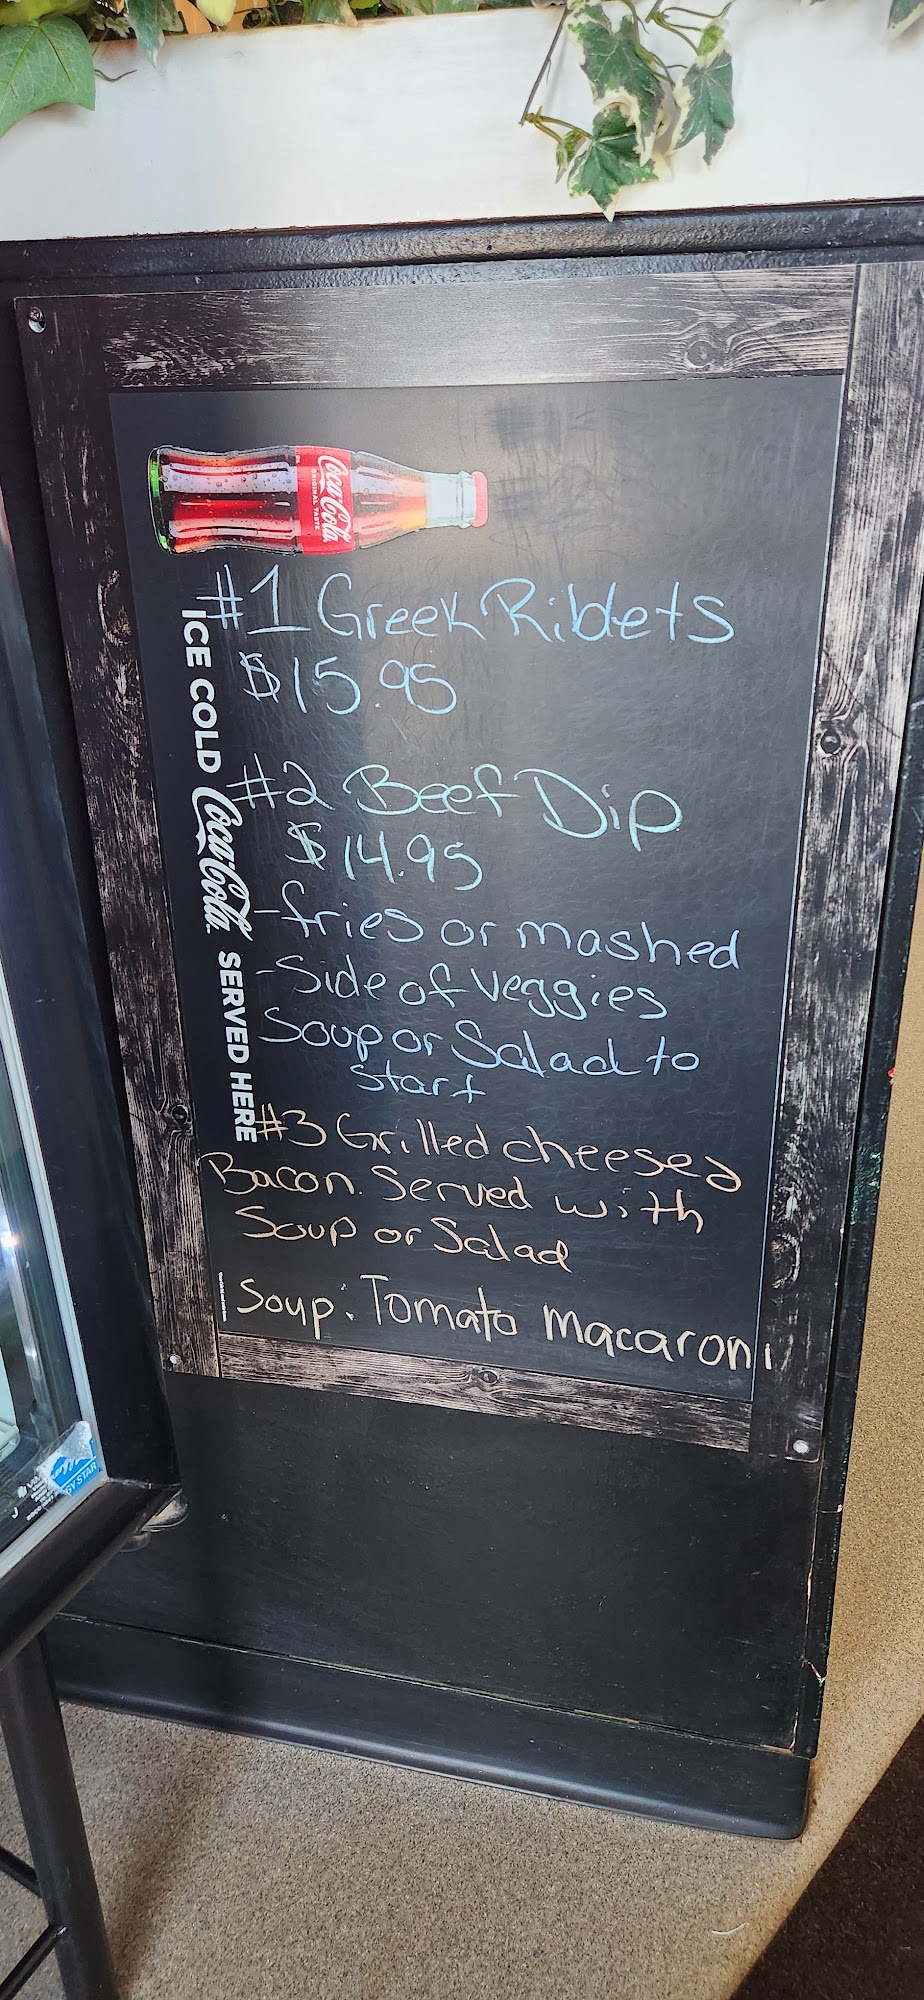 Coca-Cola
ORIGINAL TASTE
ICE COLD Coca-Cola SERVED HERE
#1 Greek Riblets
$15.95
#2 Beef Dip
$14.95
-fries or mashed
-Side of Veggies
Soup or Salad to
start
#3 Grilled cheese &
Bacon. Served with
Soup or Salad
Soup: Tomato Macaroni